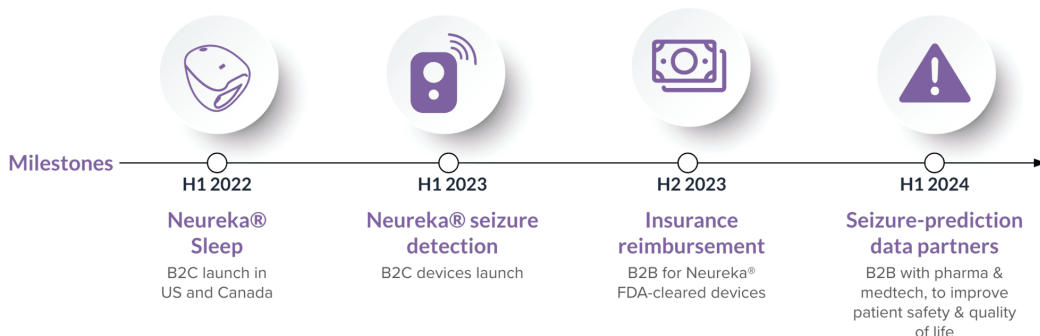 Milestones
H1 2022
Neureka®
Sleep
B2C launch in
US and Canada
H1 2023
Neureka® seizure
detection
B2C devices launch
H2 2023
Insurance
reimbursement
B2B for Neureka®
FDA-cleared devices
H1 2024
Seizure-prediction
data partners
B2B with pharma &
medtech, to improve
patient safety & quality
of life